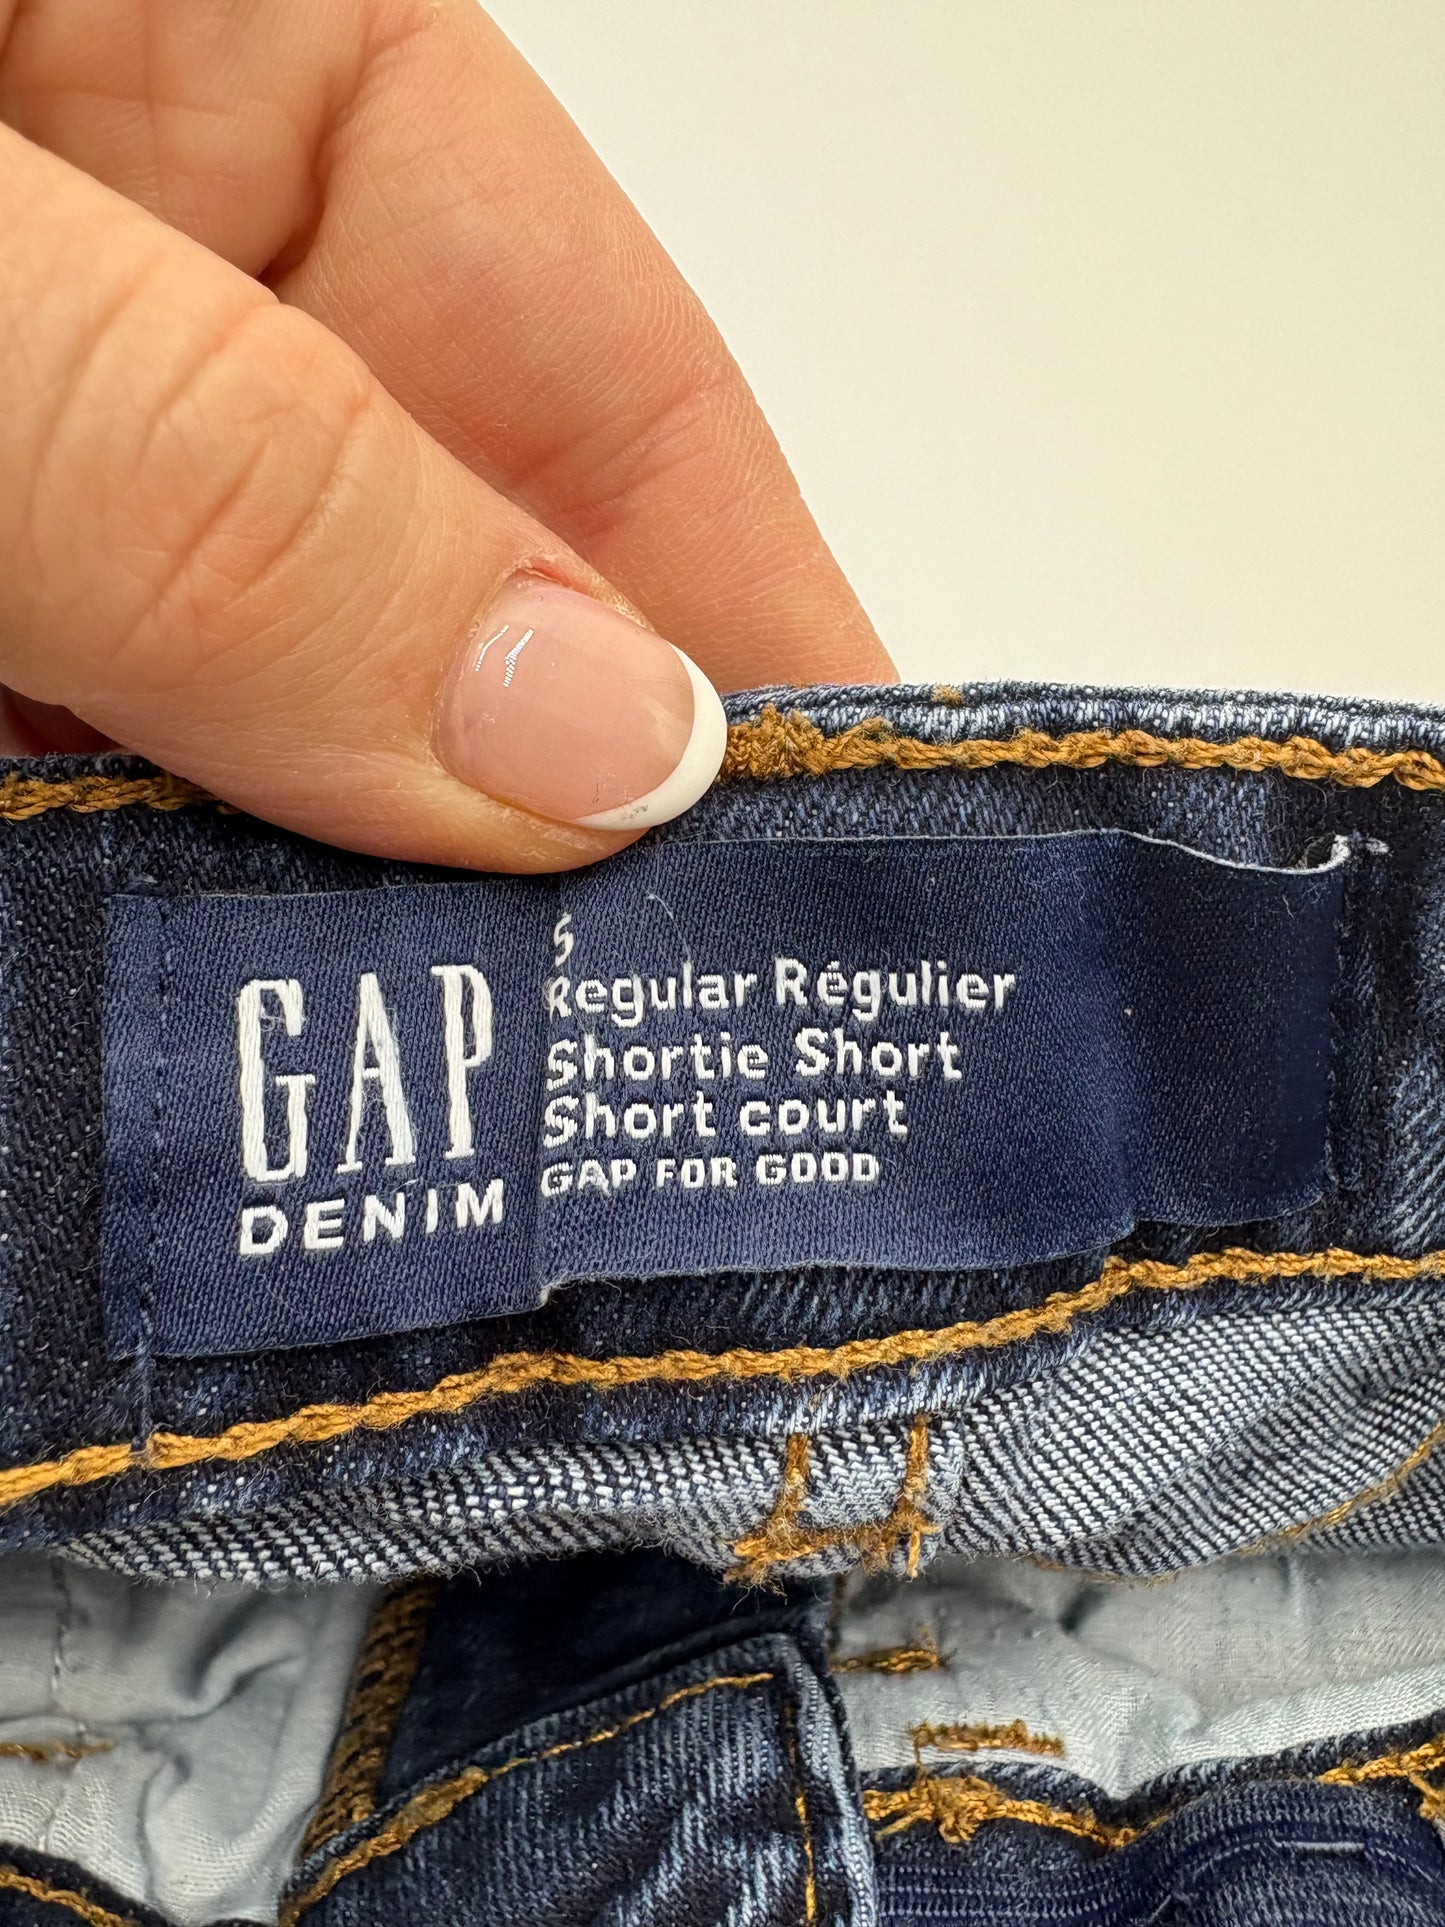 GAP
DENIM
5
Regular Régulier
Shortie Short
Short court
GAP FOR GOOD